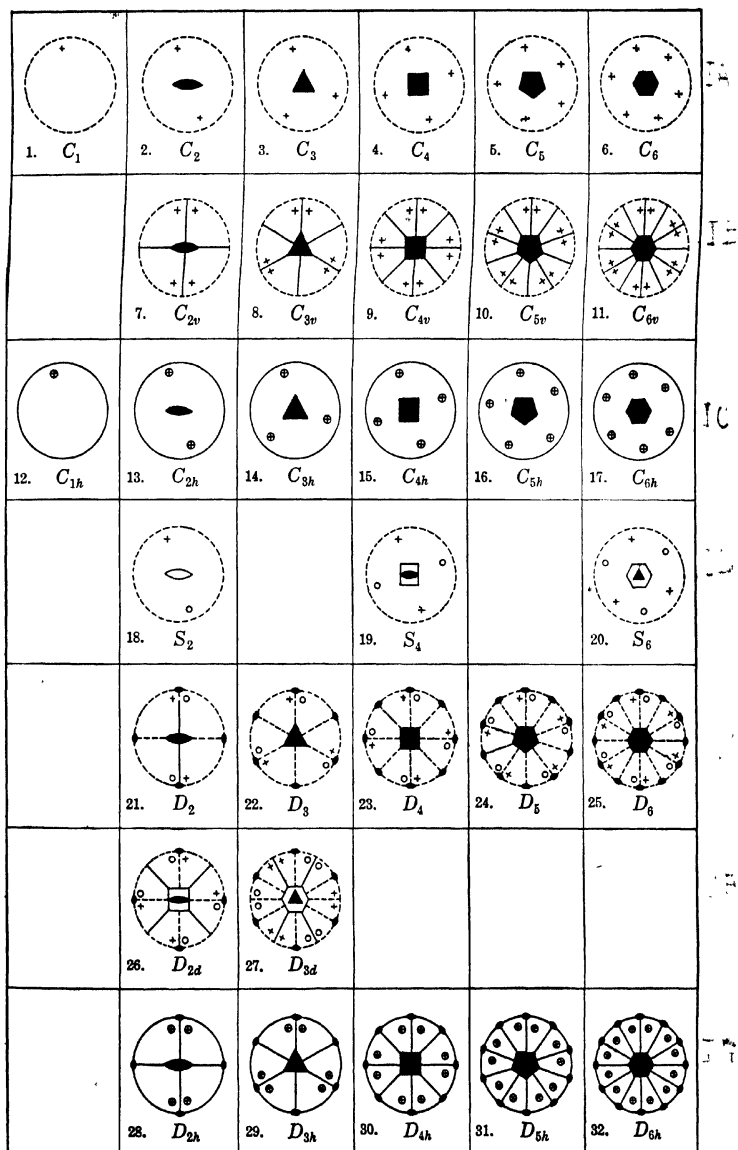 1. C1 2. C2 3. C3 4. C4 5. C5 6. C6
7. C2v 8. C3v 9. C4v 10. C5v 11. C6v
12. C1h 13. C2h 14. C3h 15. C4h 16. C5h 17. C6h
18. S2 19. S4 20. S6
21. D2 22. D3 23. D4 24. D5 25. D6
26. D2d 27. D3d
28. D2h 29. D3h 30. D4h 31. D5h 32. D6h